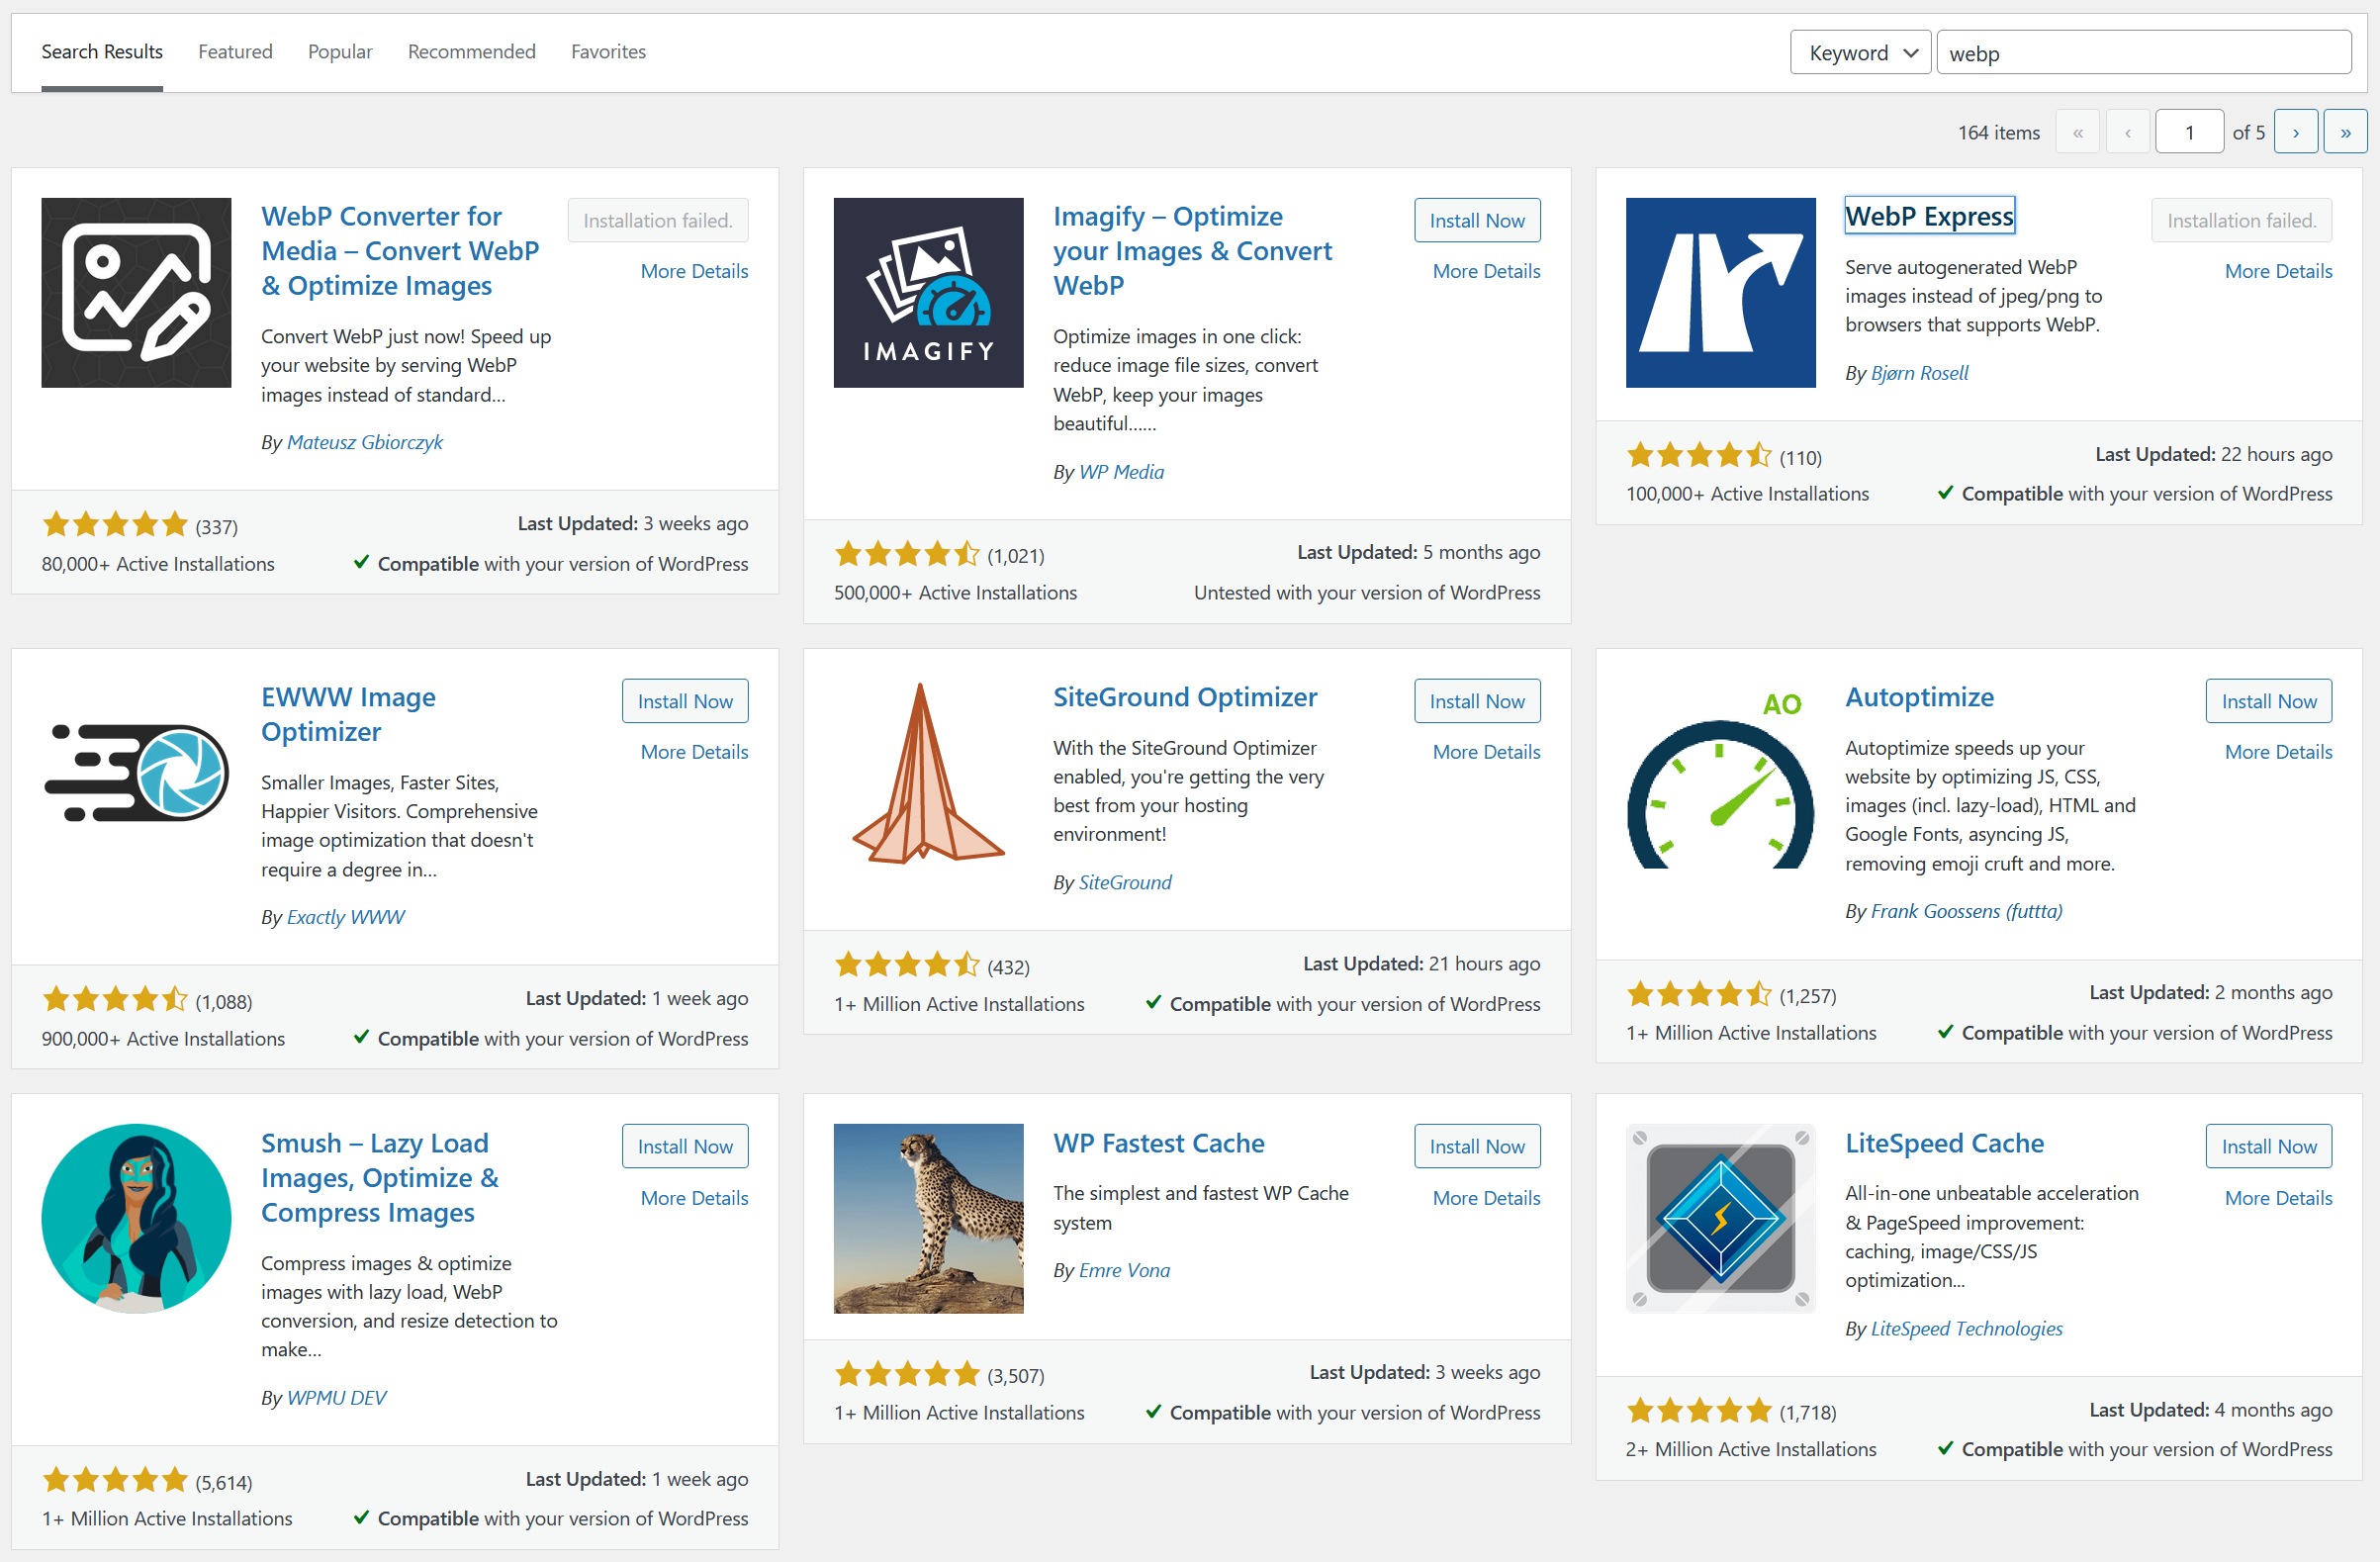 Search Results Featured Popular Recommended Favorites Keyword webp
164 items « ‹ 1 of 5 › »
WebP Converter for
Media – Convert WebP
& Optimize Images
Installation failed.
More Details
Convert WebP just now! Speed up
your website by serving WebP
images instead of standard...
By Mateusz Gbiorczyk
(337)
Last Updated: 3 weeks ago
80,000+ Active Installations
Compatible with your version of WordPress
IMAGIFY
Imagify – Optimize
your Images & Convert
WebP
Install Now
More Details
Optimize images in one click:
reduce image file sizes, convert
WebP, keep your images
beautiful......
By WP Media
(1,021)
Last Updated: 5 months ago
500,000+ Active Installations
Untested with your version of WordPress
WebP Express
Installation failed.
More Details
Serve autogenerated WebP
images instead of jpeg/png to
browsers that supports WebP.
By Bjørn Rosell
(110)
Last Updated: 22 hours ago
100,000+ Active Installations
Compatible with your version of WordPress
EWWW Image
Optimizer
Install Now
More Details
Smaller Images, Faster Sites,
Happier Visitors. Comprehensive
image optimization that doesn't
require a degree in...
By Exactly WWW
(1,088)
Last Updated: 1 week ago
900,000+ Active Installations
Compatible with your version of WordPress
SiteGround Optimizer
Install Now
More Details
With the SiteGround Optimizer
enabled, you're getting the very
best from your hosting
environment!
By SiteGround
(432)
Last Updated: 21 hours ago
1+ Million Active Installations
Compatible with your version of WordPress
AO
Autoptimize
Install Now
More Details
Autoptimize speeds up your
website by optimizing JS, CSS,
images (incl. lazy-load), HTML and
Google Fonts, asyncing JS,
removing emoji cruft and more.
By Frank Goossens (futtta)
(1,257)
Last Updated: 2 months ago
1+ Million Active Installations
Compatible with your version of WordPress
Smush – Lazy Load
Images, Optimize &
Compress Images
Install Now
More Details
Compress images & optimize
images with lazy load, WebP
conversion, and resize detection to
make...
By WPMU DEV
(5,614)
Last Updated: 1 week ago
1+ Million Active Installations
Compatible with your version of WordPress
WP Fastest Cache
Install Now
More Details
The simplest and fastest WP Cache
system
By Emre Vona
(3,507)
Last Updated: 3 weeks ago
1+ Million Active Installations
Compatible with your version of WordPress
LiteSpeed Cache
Install Now
More Details
All-in-one unbeatable acceleration
& PageSpeed improvement:
caching, image/CSS/JS
optimization...
By LiteSpeed Technologies
(1,718)
Last Updated: 4 months ago
2+ Million Active Installations
Compatible with your version of WordPress